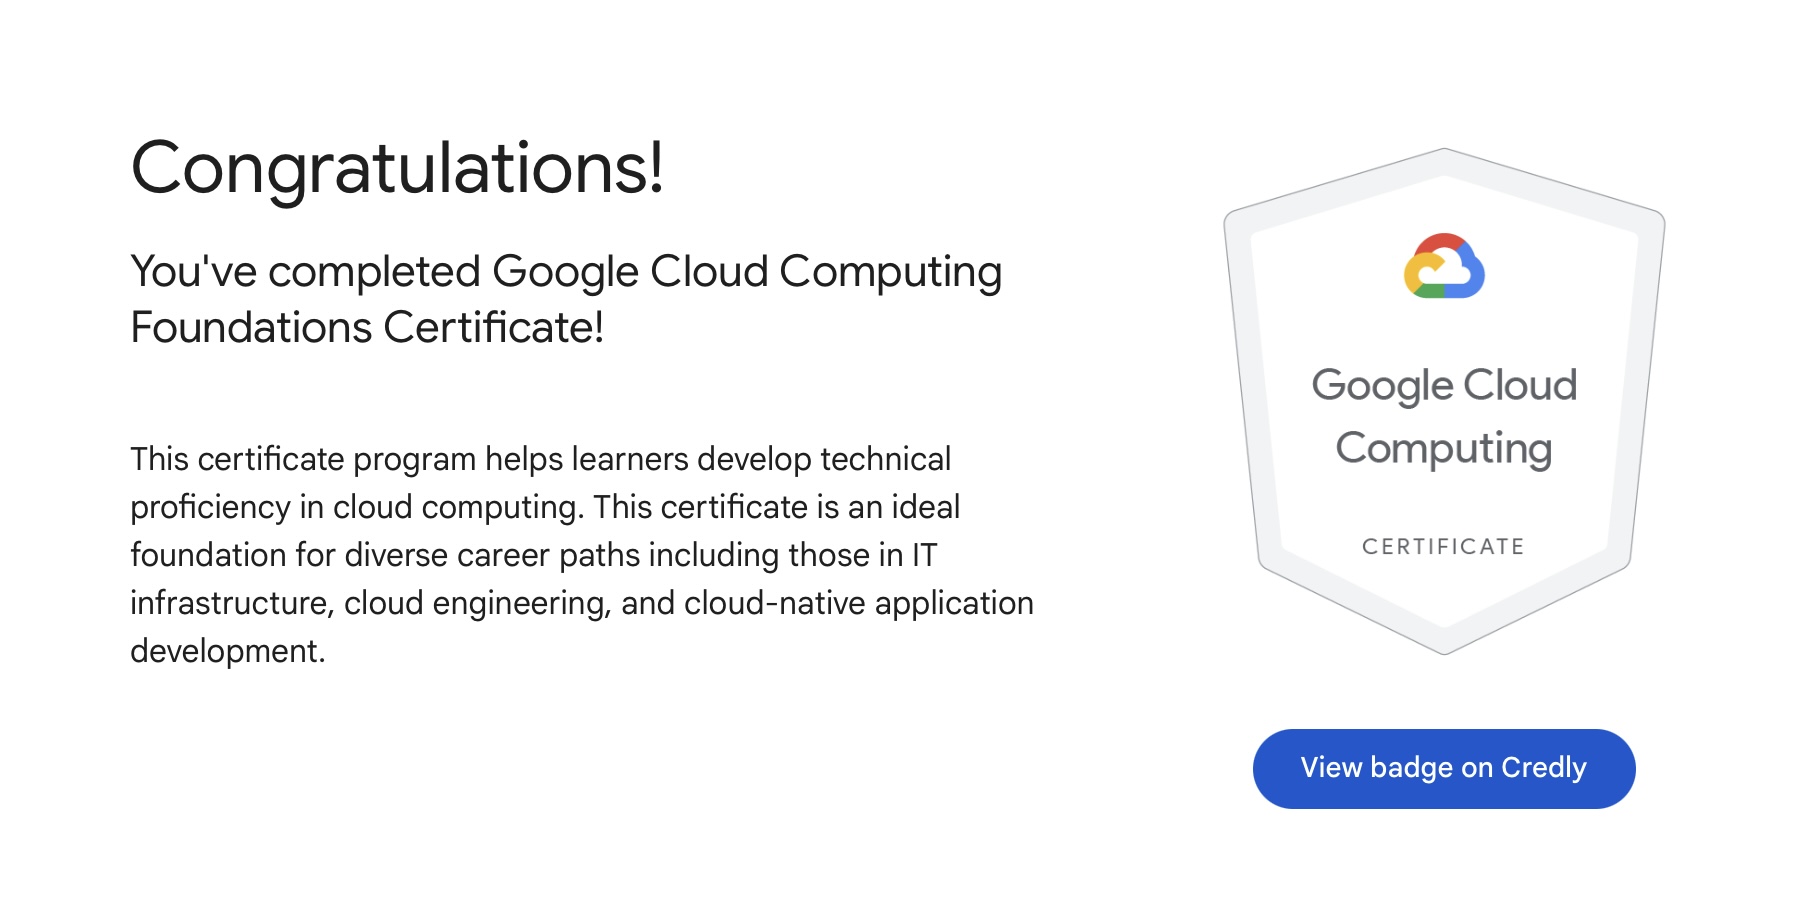 Congratulations!
You've completed Google Cloud Computing
Foundations Certificate!
This certificate program helps learners develop technical
proficiency in cloud computing. This certificate is an ideal
foundation for diverse career paths including those in IT
infrastructure, cloud engineering, and cloud-native application
development.
Google Cloud
Computing
CERTIFICATE
View badge on Credly